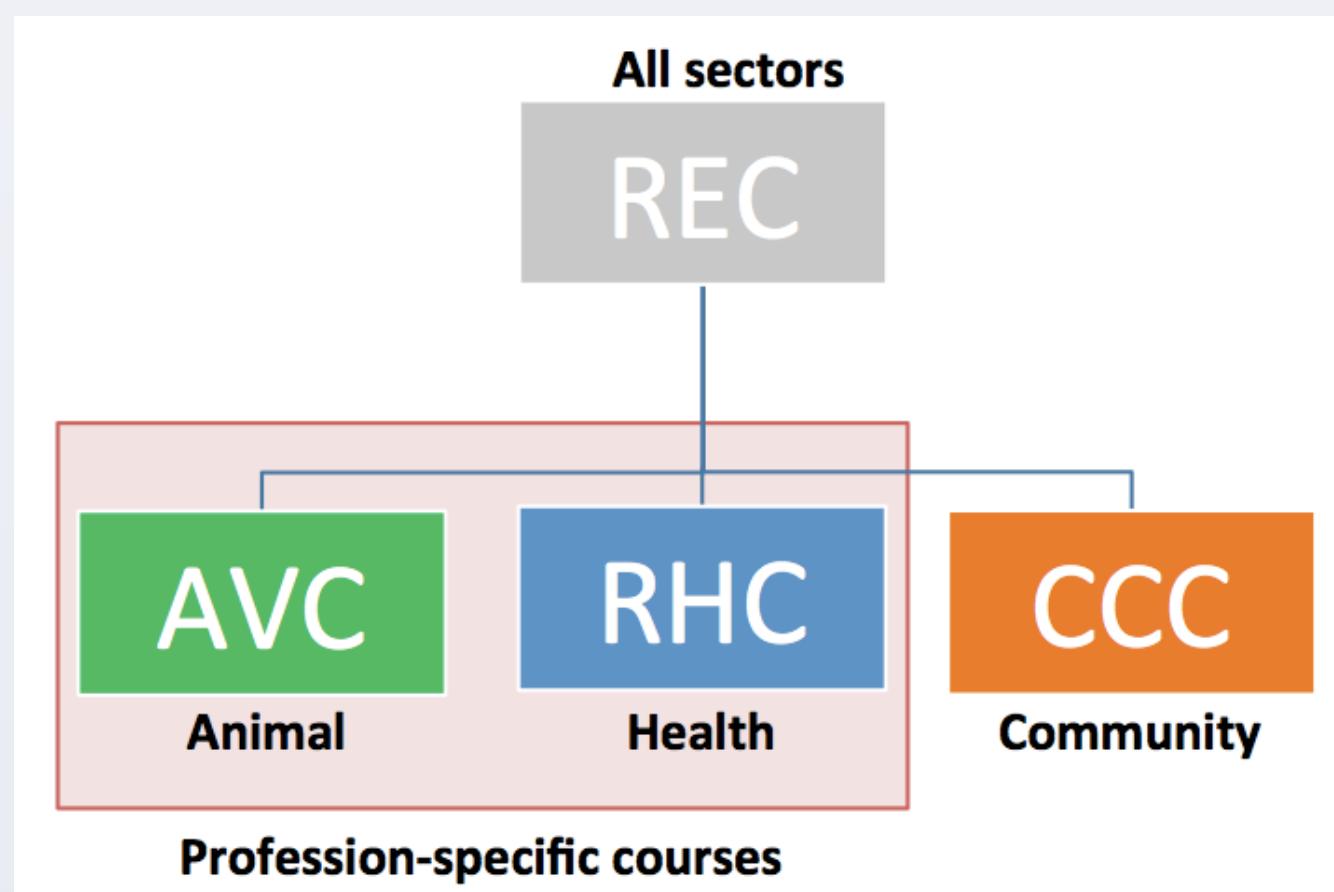 All sectors
REC
AVC
RHC
CCC
Animal
Health
Community
Profession-specific courses